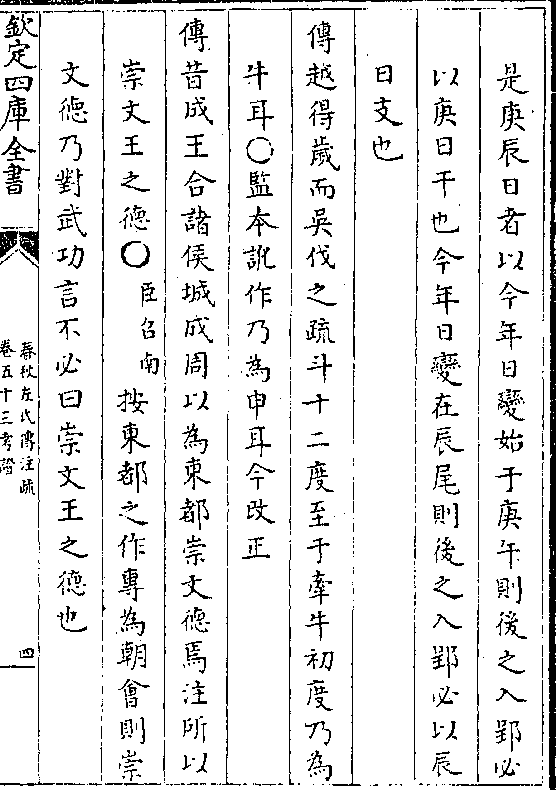 是庚辰日者以今年日變始于庚午則後之入郢必
以庚日干也今年日變在辰尾則後之入郢必以辰
日支也
傳越得歲而吳伐之疏斗十二度至于牽牛初度乃為
牛耳○監本訛作乃為申耳今改正
傳昔成王合諸侯城成周以為東都崇文德焉注所以
崇文王之德○臣召南按東都之作專為朝會則崇
文德乃對武功言不必曰崇文王之德也
欽定四庫全書
春秋左氏傳注疏
卷五十三考證
四